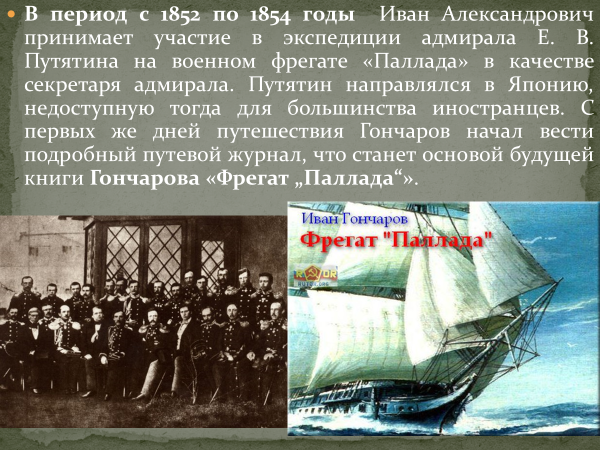 • В период с 1852 по 1854 годы Иван Александрович
принимает участие в экспедиции адмирала Е. В.
Путятина на военном фрегате «Паллада» в качестве
секретаря адмирала. Путятин направлялся в Японию,
недоступную тогда для большинства иностранцев. С
первых же дней путешествия Гончаров начал вести
подробный путевой журнал, что станет основой будущей
книги Гончарова «Фрегат „Паллада“».
Иван Гончаров
Фрегат "Паллада"